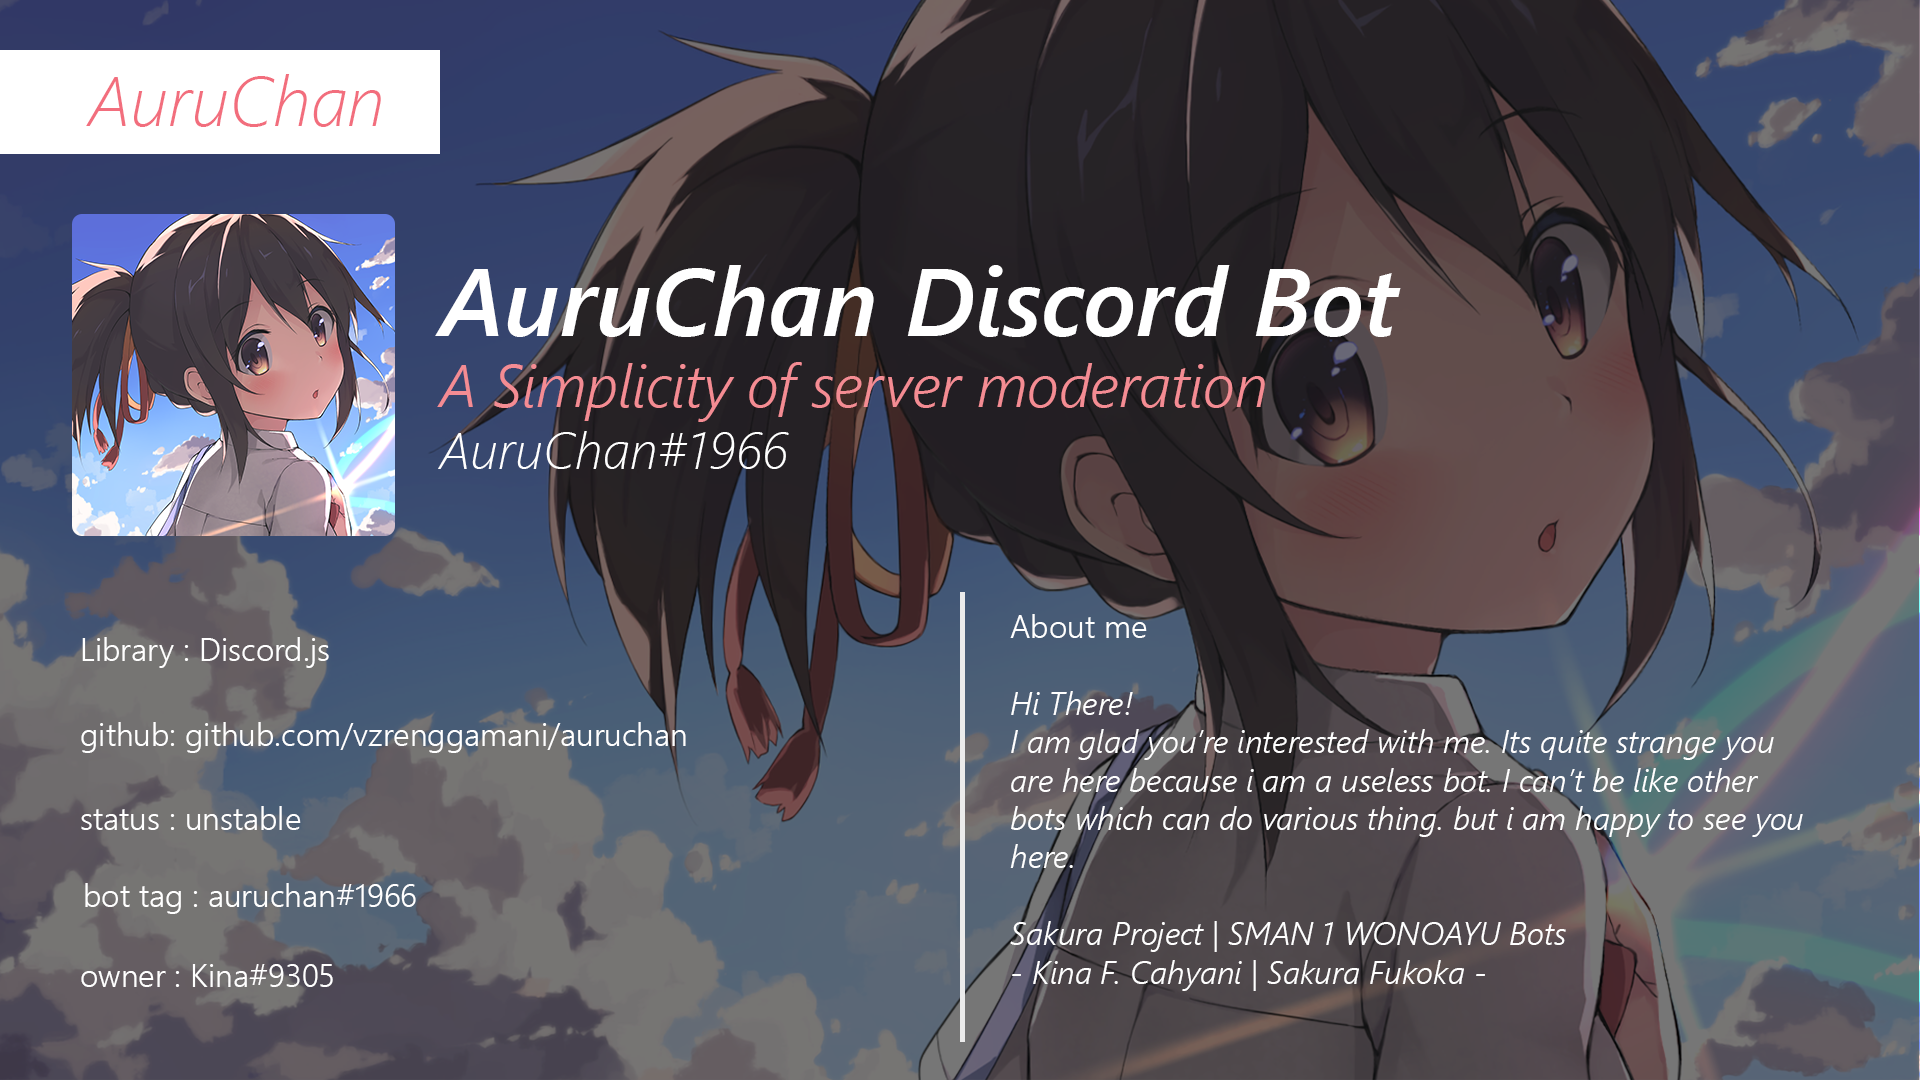 AuruChan
AuruChan Discord Bot
A Simplicity of server moderation
AuruChan#1966
Library : Discord.js
github: github.com/vzrenggamani/auruchan
status : unstable
bot tag : auruchan#1966
owner : Kina#9305
About me
Hi There!
I am glad you're interested with me. Its quite strange you
are here because i am a useless bot. I can't be like other
bots which can do various thing. but i am happy to see you
here.
Sakura Project | SMAN 1 WONOAYU Bots
- Kina F. Cahyani | Sakura Fukoka -